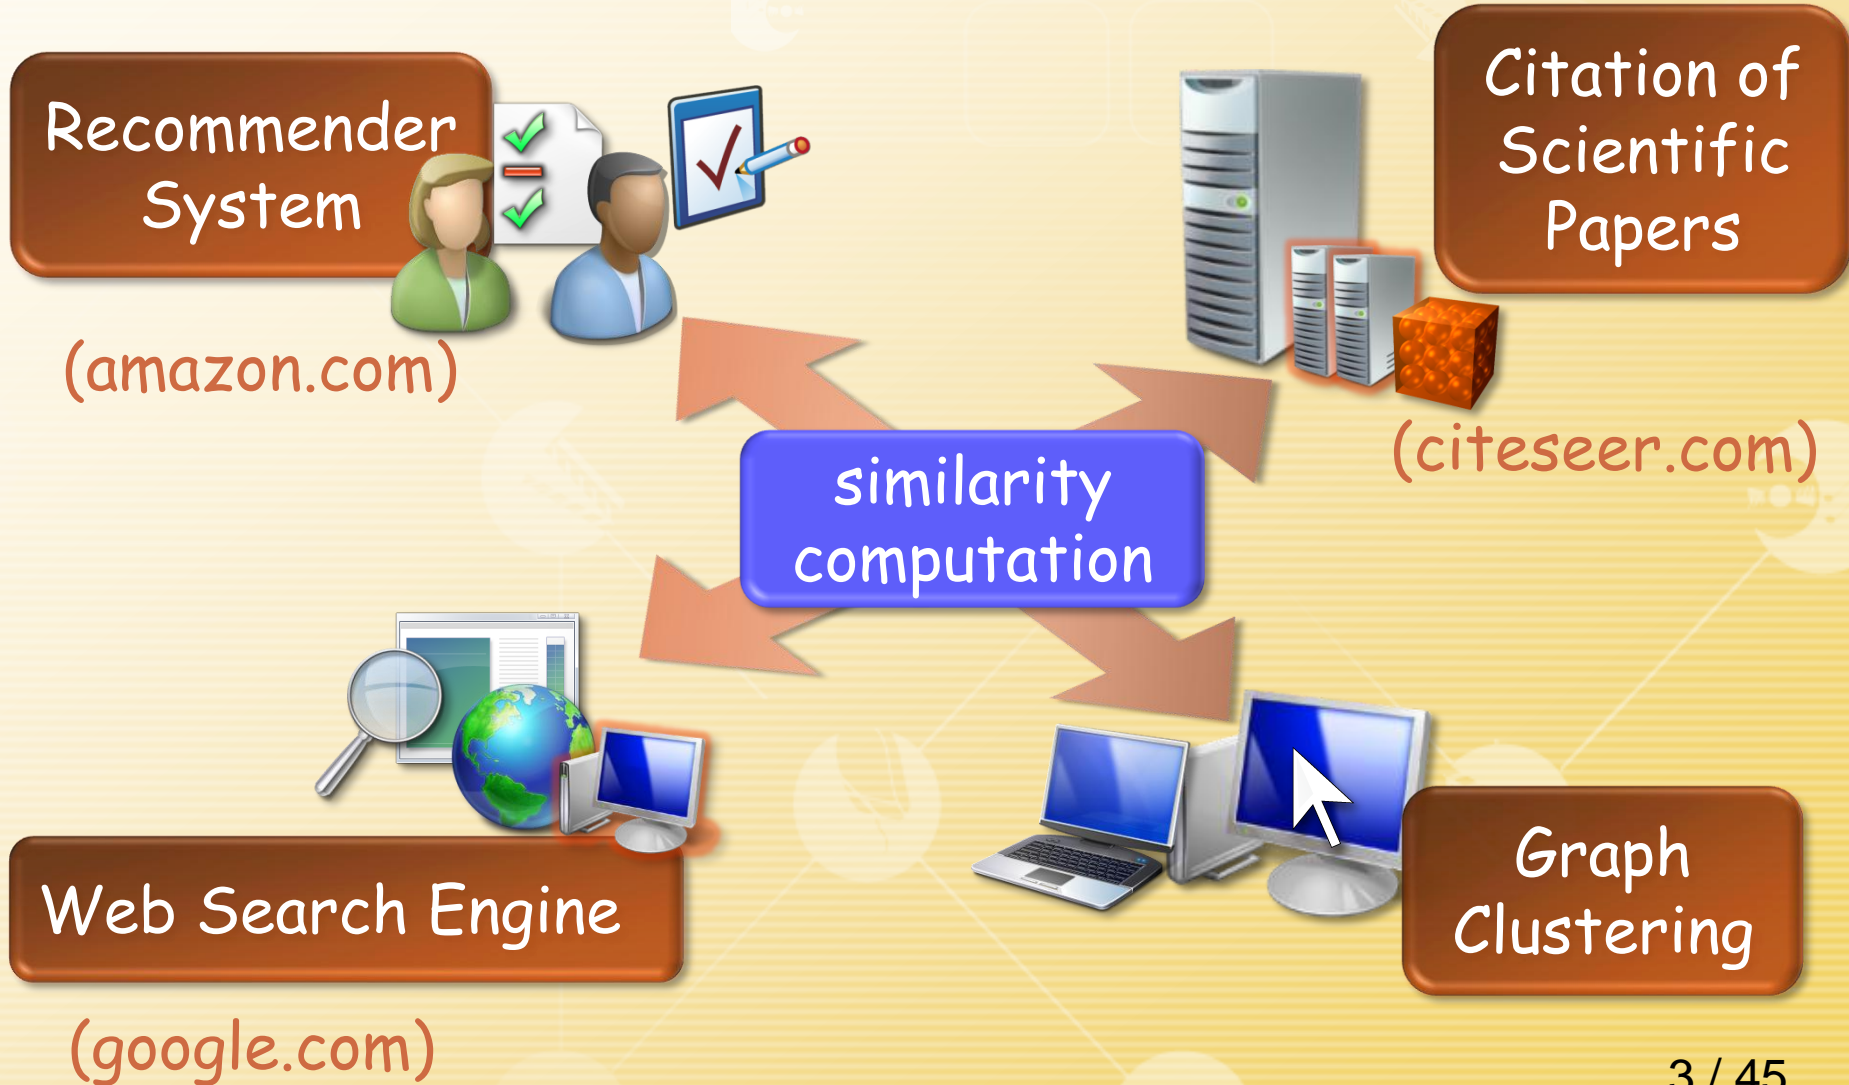 Recommender
System
(amazon.com)
Citation of
Scientific
Papers
(citeseer.com)
similarity
computation
Web Search Engine
(google.com)
Graph
Clustering
3 / 45